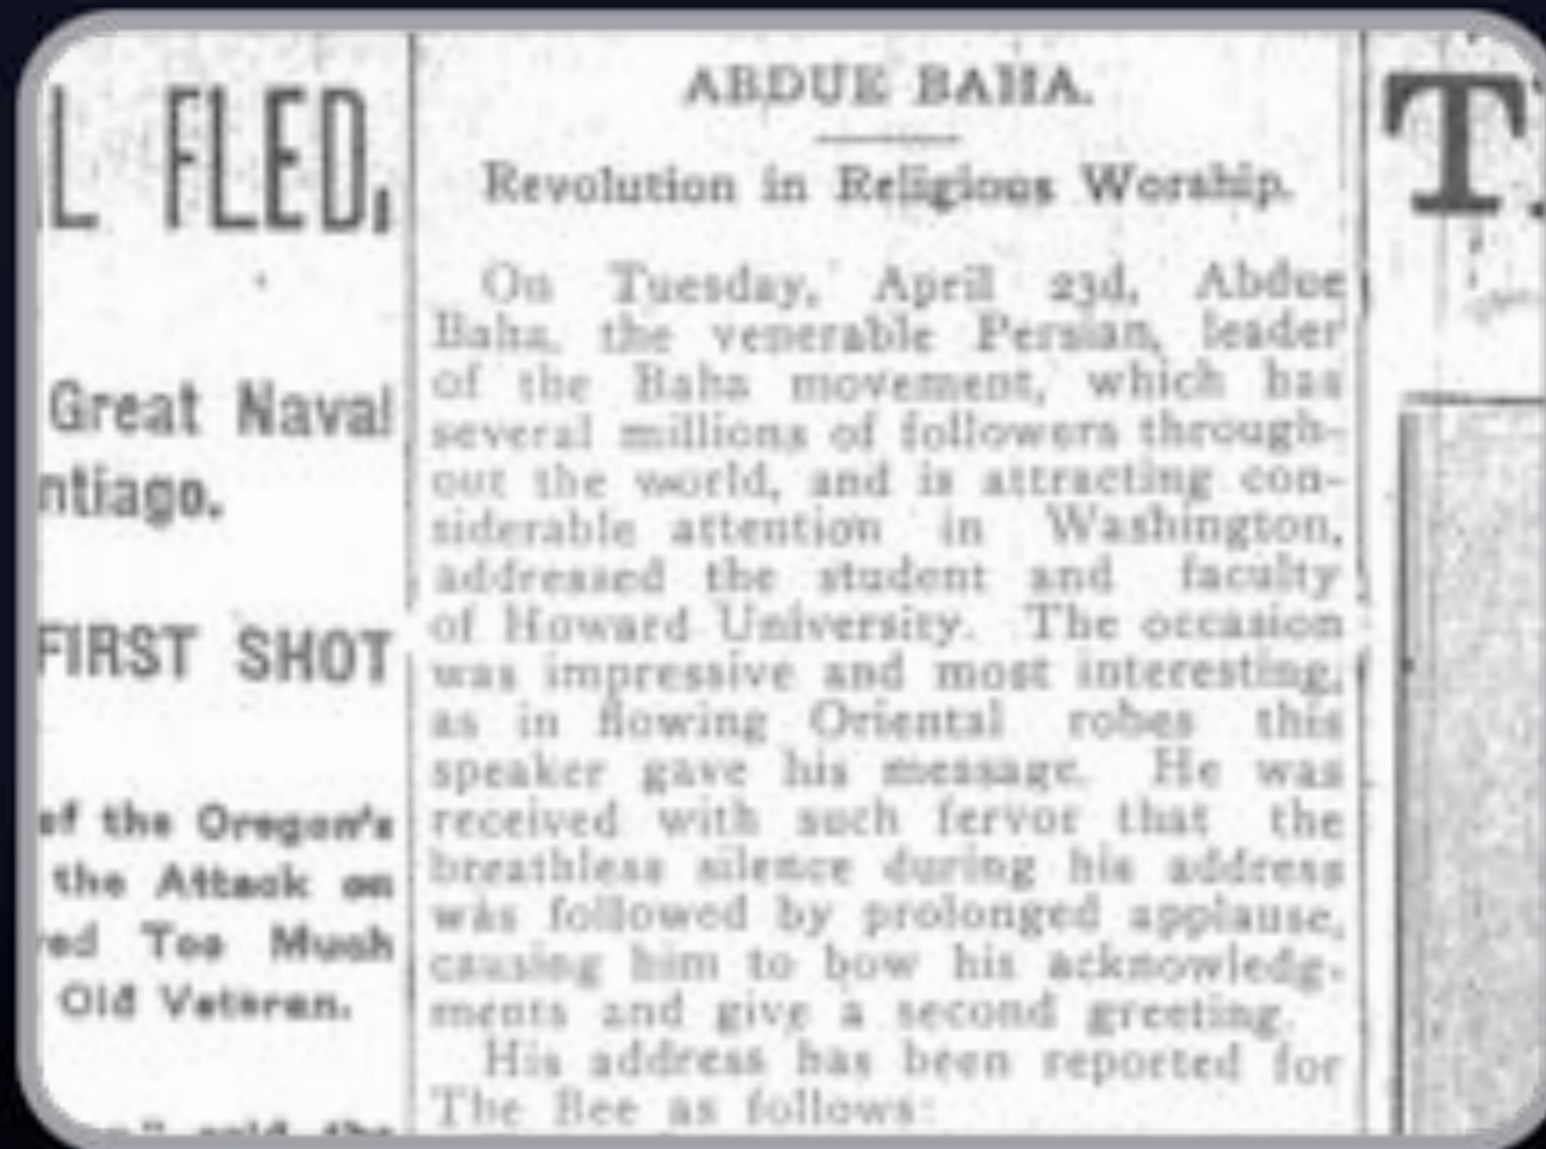 L FLED,
Great Naval
ntiago.
FIRST SHOT
of the Oregon's
the Attack on
red Too Much
Old Veteran.
said the
ABDUE BAHA.
Revolution in Religious Worship.
On Tuesday, April 23d, Abdue
Baha, the venerable Persian, leader
of the Baha movement, which has
several millions of followers through-
out the world, and is attracting con-
siderable attention in Washington,
addressed the student and faculty
of Howard University. The occasion
was impressive and most interesting,
as in flowing Oriental robes this
speaker gave his message. He was
received with such fervor that the
breathless silence during his address
was followed by prolonged applause,
causing him to bow his acknowledg-
ments and give a second greeting.
His address has been reported for
The Bee as follows:
T